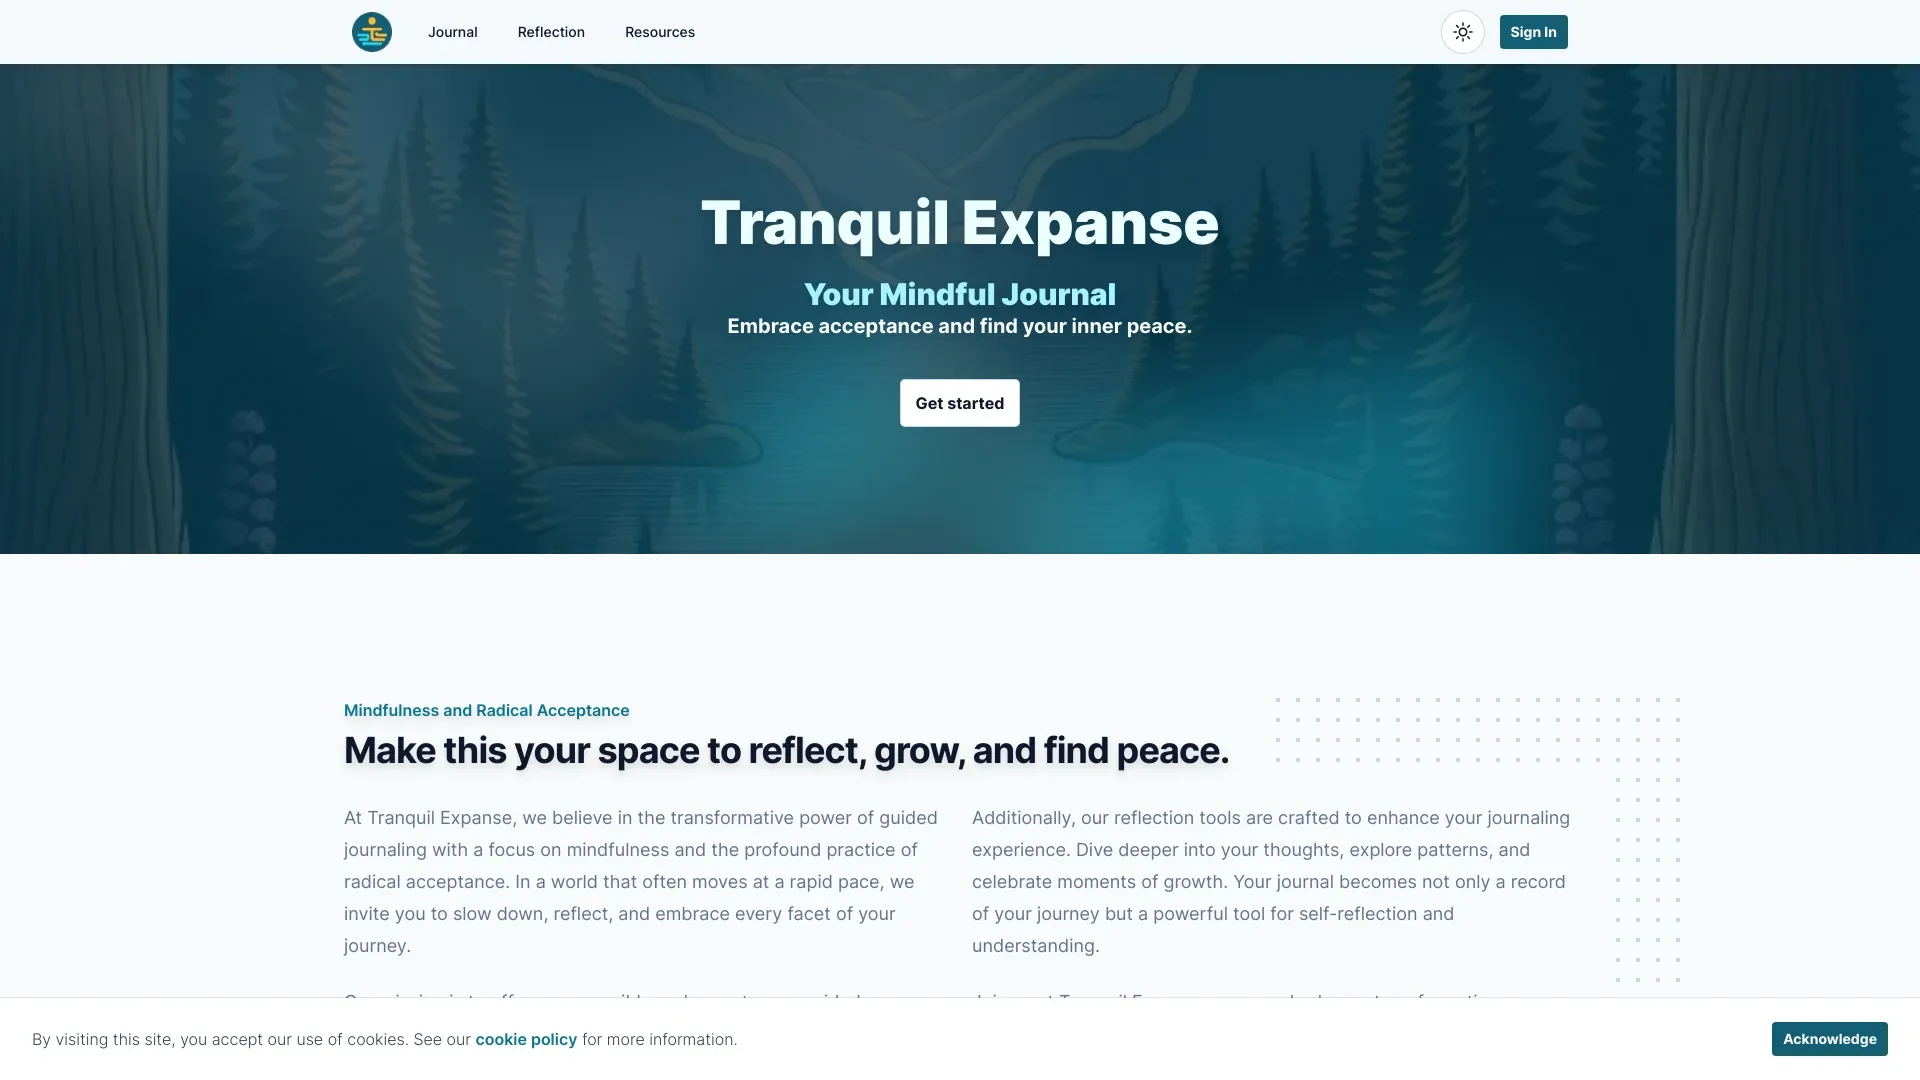 Journal
Reflection
Resources
Sign In
Tranquil Expanse
Your Mindful Journal
Embrace acceptance and find your inner peace.
Get started
Mindfulness and Radical Acceptance
Make this your space to reflect, grow, and find peace.
At Tranquil Expanse, we believe in the transformative power of guided
journaling with a focus on mindfulness and the profound practice of
radical acceptance. In a world that often moves at a rapid pace, we
invite you to slow down, reflect, and embrace every facet of your
journey.
Additionally, our reflection tools are crafted to enhance your journaling
experience. Dive deeper into your thoughts, explore patterns, and
celebrate moments of growth. Your journal becomes not only a record
of your journey but a powerful tool for self-reflection and
understanding.
By visiting this site, you accept our use of cookies. See our cookie policy for more information.
Acknowledge